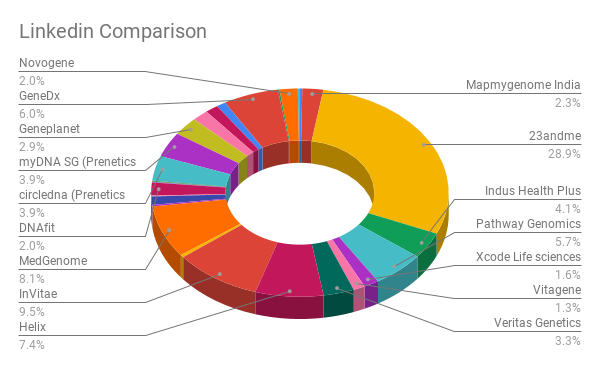 Linkedin Comparison
Novogene
2.0%
GeneDx
6.0%
Geneplanet
2.9%
myDNA SG (Prenetics
3.9%
circledna (Prenetics
3.9%
DNAfit
2.0%
MedGenome
8.1%
InVitae
9.5%
Helix
7.4%
Mapmygenome India
2.3%
23andme
28.9%
Indus Health Plus
4.1%
Pathway Genomics
5.7%
Xcode Life sciences
1.6%
Vitagene
1.3%
Veritas Genetics
3.3%